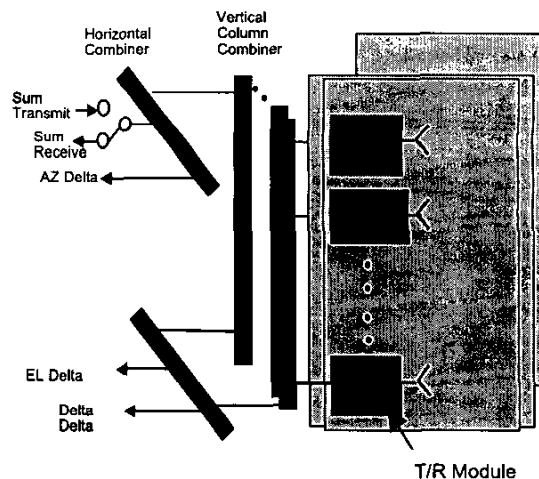 Horizontal
Combiner
Vertical
Column
Combiner
Sum
Transmit
Sum
Receive
AZ Delta
EL Delta
Delta
Delta
T/R Module